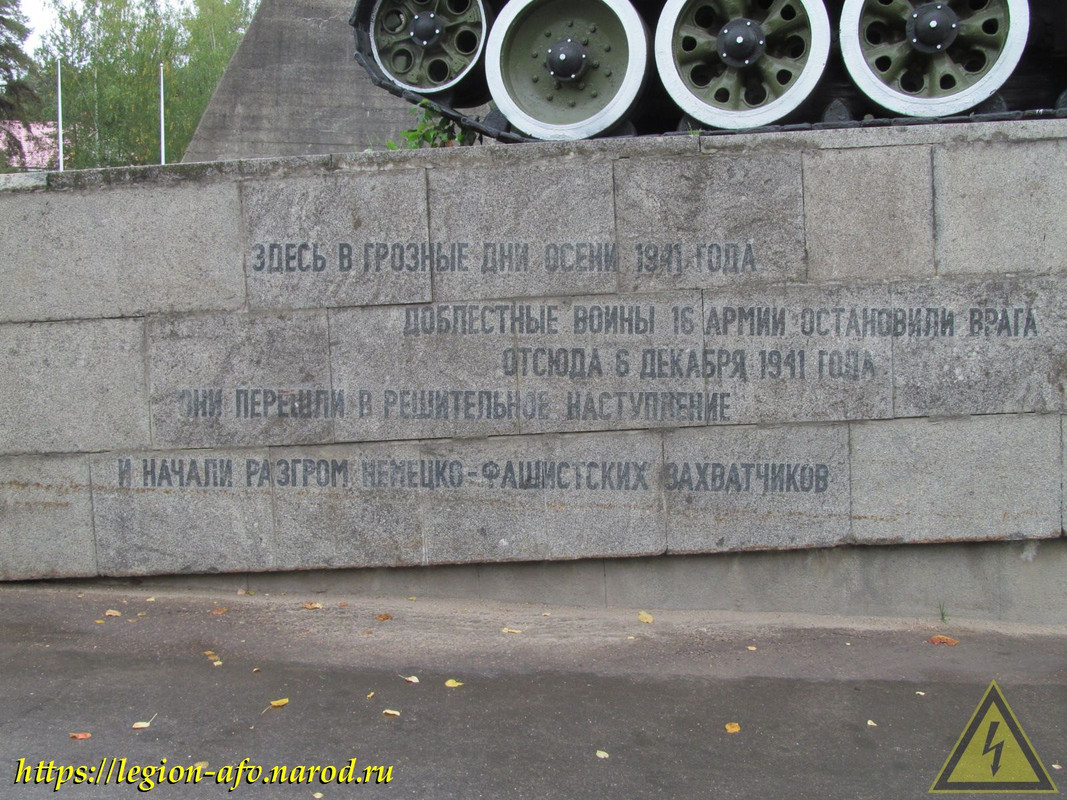 ЗДЕСЬ В ГРОЗНЫЕ ДНИ ОСЕНИ 1941 ГОДА
ДОБЛЕСТНЫЕ ВОИНЫ 16 АРМИИ ОСТАНОВИЛИ ВРАГА
ОТСЮДА 6 ДЕКАБРЯ 1941 ГОДА
ОНИ ПЕРЕШЛИ В РЕШИТЕЛЬНОЕ НАСТУПЛЕНИЕ
И НАЧАЛИ РАЗГРОМ НЕМЕЦКО-ФАШИСТСКИХ ЗАХВАТЧИКОВ
https://legion-afv.narod.ru